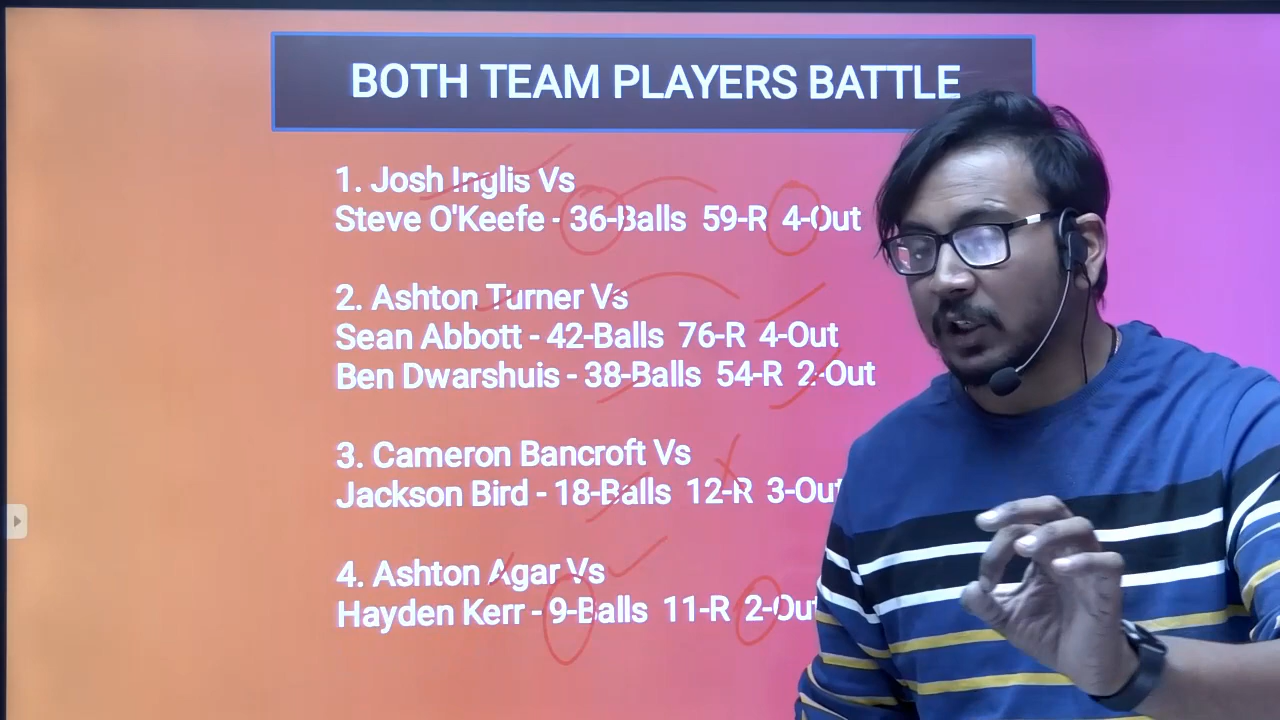 BOTH TEAM PLAYERS BATTLE
1. Josh Inglis Vs
Steve O'Keefe - 36-Balls 59-R 4-Out
2. Ashton Turner Vs
Sean Abbott - 42-Balls 76-R 4-Out
Ben Dwarshuis - 38-Balls 54-R 2-Out
3. Cameron Bancroft Vs
Jackson Bird - 18-Balls 12-R 3-Out
4. Ashton Agar Vs
Hayden Kerr - 9-Balls 11-R 2-Out